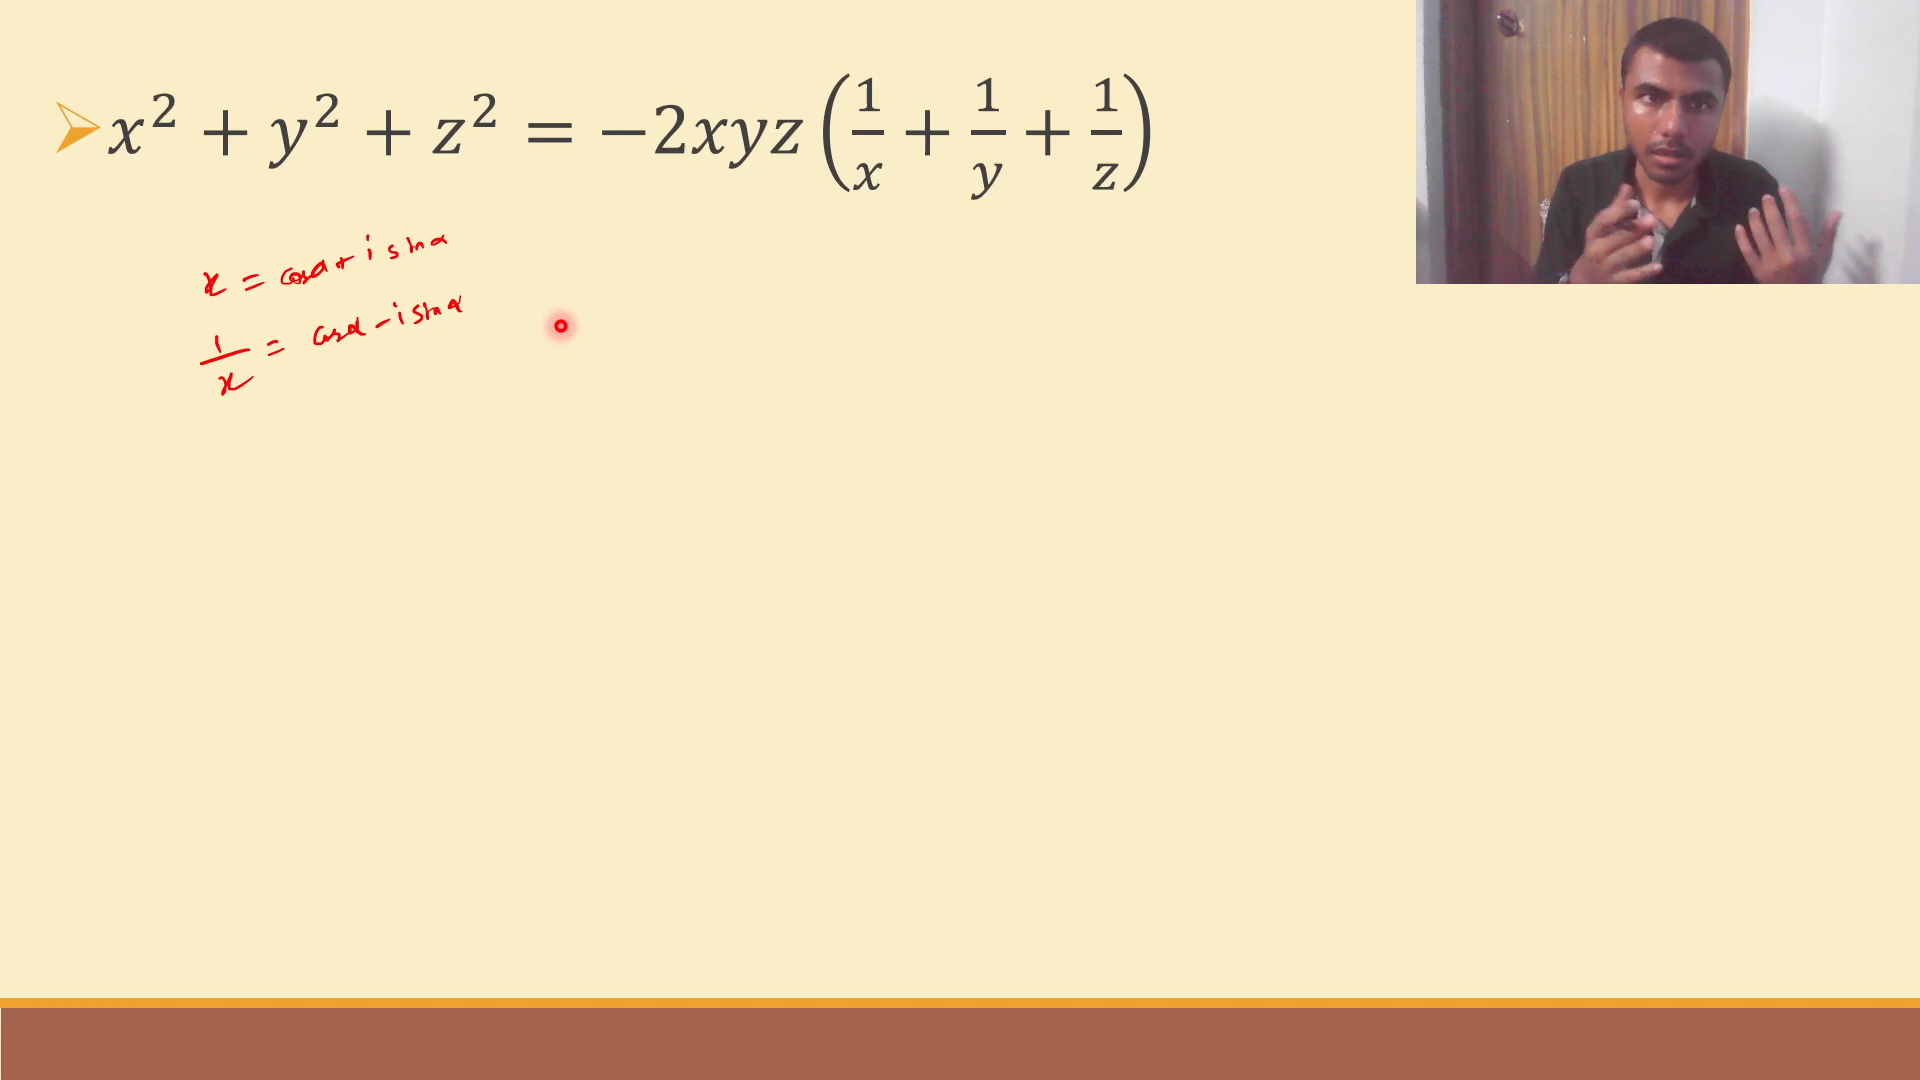 x² + y² + z² = −2xyz (1/x + 1/y + 1/z)
x = cosα + i sinα
1/x = cosα − i sinα